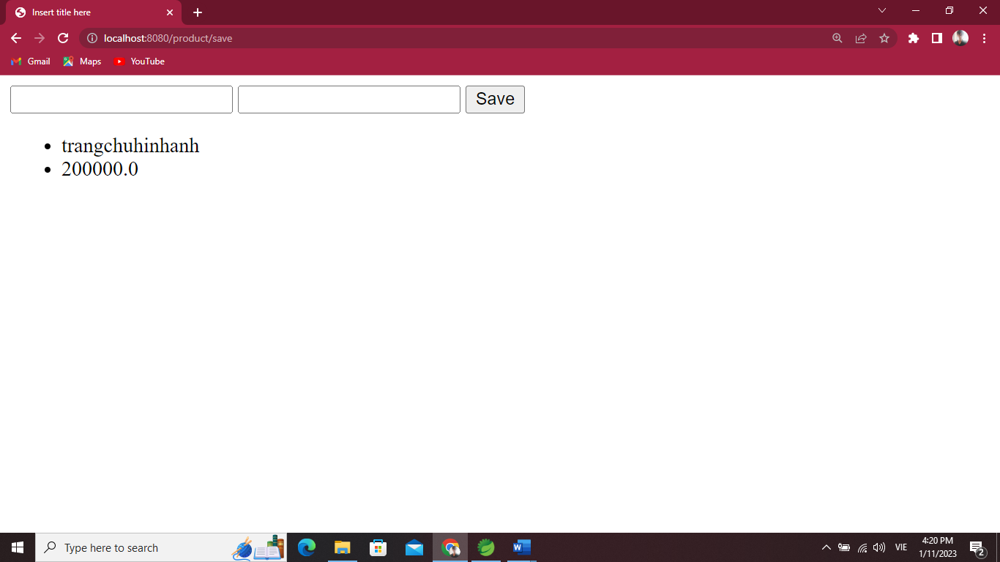 Insert title here
localhost:8080/product/save
Gmail Maps YouTube
Save
trangchuhinhanh
200000.0
Type here to search
W
VIE
4:20 PM
1/11/2023
2